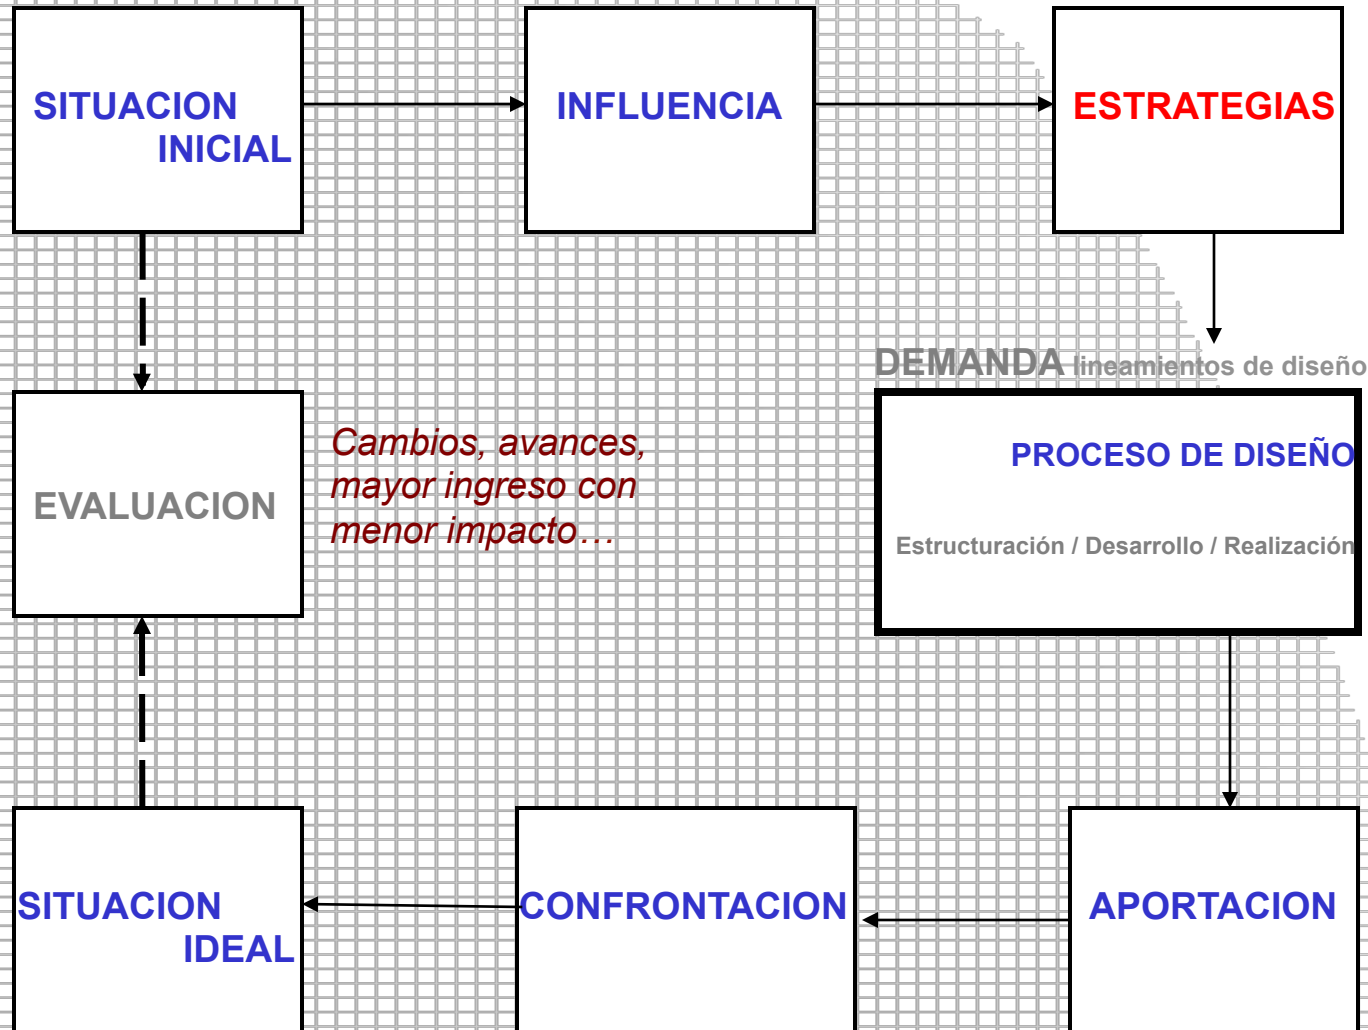 SITUACION
INICIAL
INFLUENCIA
ESTRATEGIAS
DEMANDA lineamientos de diseño
PROCESO DE DISEÑO
Estructuración / Desarrollo / Realización
EVALUACION
Cambios, avances,
mayor ingreso con
menor impacto…
SITUACION
IDEAL
CONFRONTACION
APORTACION